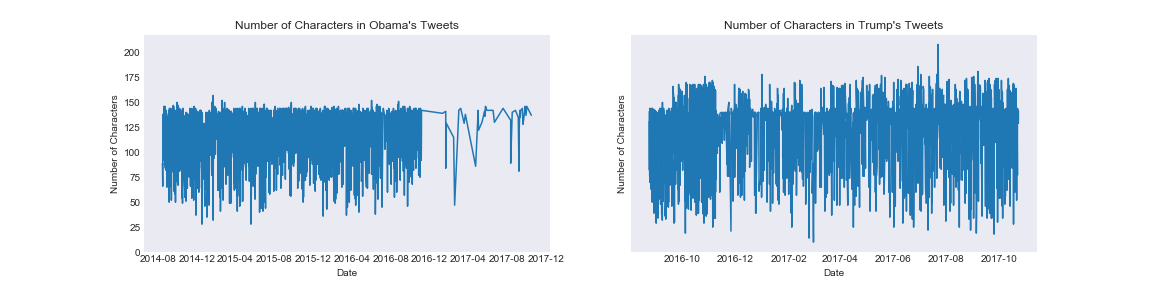 Number of Characters in Obama's Tweets
Number of Characters in Trump's Tweets
200
175
150
125
100
75
50
25
0
Number of Characters
Number of Characters
2014-08 2014-12 2015-04 2015-08 2015-12 2016-04 2016-08 2016-12 2017-04 2017-08 2017-12
2016-10 2016-12 2017-02 2017-04 2017-06 2017-08 2017-10
Date
Date